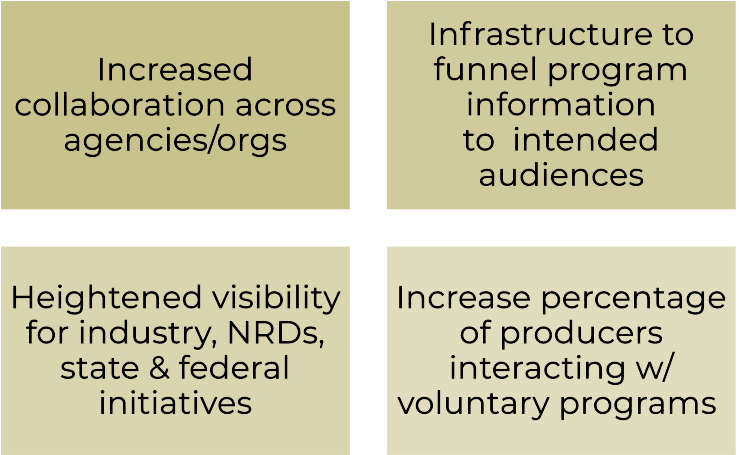 Increased
collaboration across
agencies/orgs
Infrastructure to
funnel program
information
to  intended
audiences
Heightened visibility
for industry, NRDs,
state & federal
initiatives
Increase percentage
of producers
interacting w/
voluntary programs